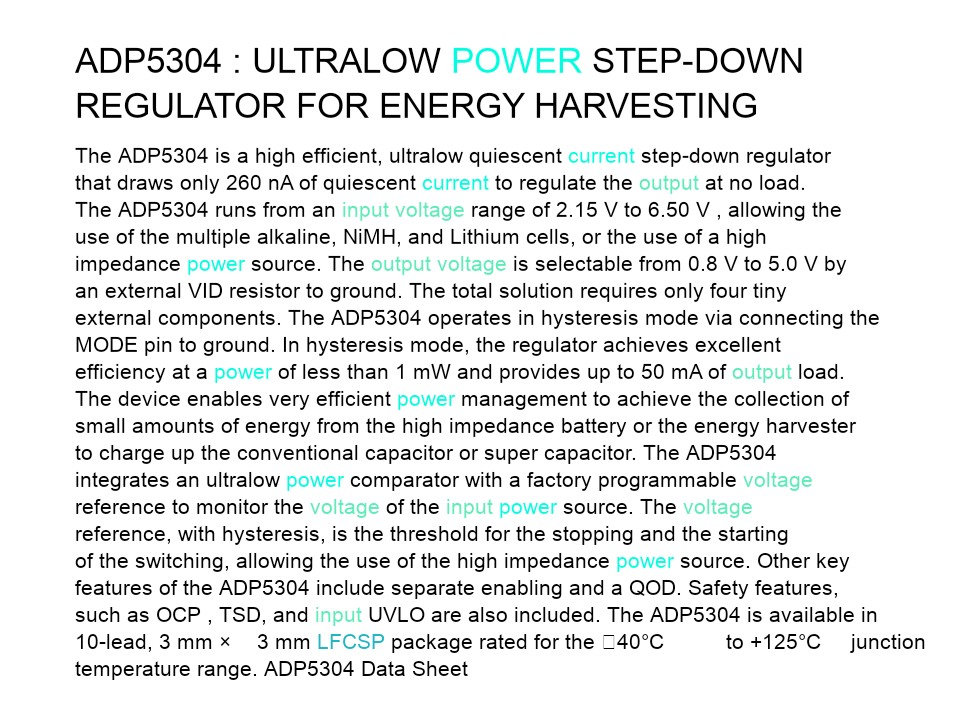 ADP5304 : ULTRALOW POWER STEP-DOWN
REGULATOR FOR ENERGY HARVESTING
The ADP5304 is a high efficient, ultralow quiescent current step-down regulator
that draws only 260 nA of quiescent current to regulate the output at no load.
The ADP5304 runs from an input voltage range of 2.15 V to 6.50 V , allowing the
use of the multiple alkaline, NiMH, and Lithium cells, or the use of a high
impedance power source. The output voltage is selectable from 0.8 V to 5.0 V by
an external VID resistor to ground. The total solution requires only four tiny
external components. The ADP5304 operates in hysteresis mode via connecting the
MODE pin to ground. In hysteresis mode, the regulator achieves excellent
efficiency at a power of less than 1 mW and provides up to 50 mA of output load.
The device enables very efficient power management to achieve the collection of
small amounts of energy from the high impedance battery or the energy harvester
to charge up the conventional capacitor or super capacitor. The ADP5304
integrates an ultralow power comparator with a factory programmable voltage
reference to monitor the voltage of the input power source. The voltage
reference, with hysteresis, is the threshold for the stopping and the starting
of the switching, allowing the use of the high impedance power source. Other key
features of the ADP5304 include separate enabling and a QOD. Safety features,
such as OCP , TSD, and input UVLO are also included. The ADP5304 is available in
10-lead, 3 mm × 3 mm LFCSP package rated for the □40°C to +125°C junction
temperature range. ADP5304 Data Sheet